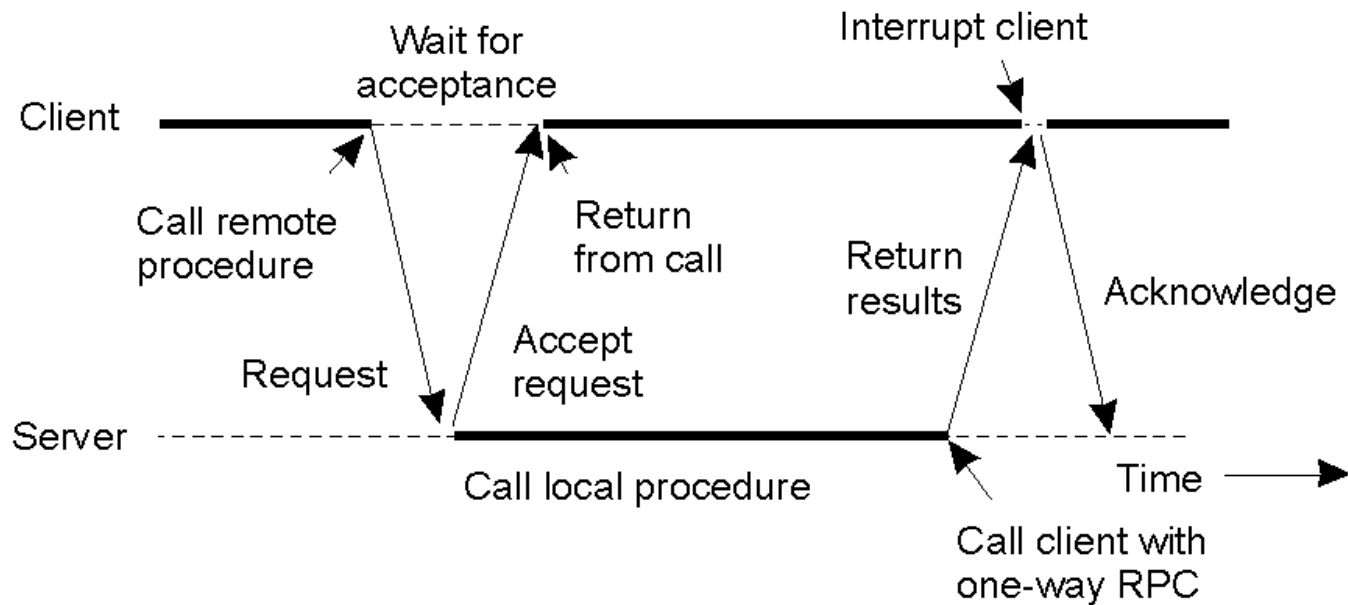 Interrupt client
Wait for
acceptance
Client
Call remote
procedure
Return
from call
Return
results
Acknowledge
Request
Accept
request
Server
Call local procedure
Time
Call client with
one-way RPC